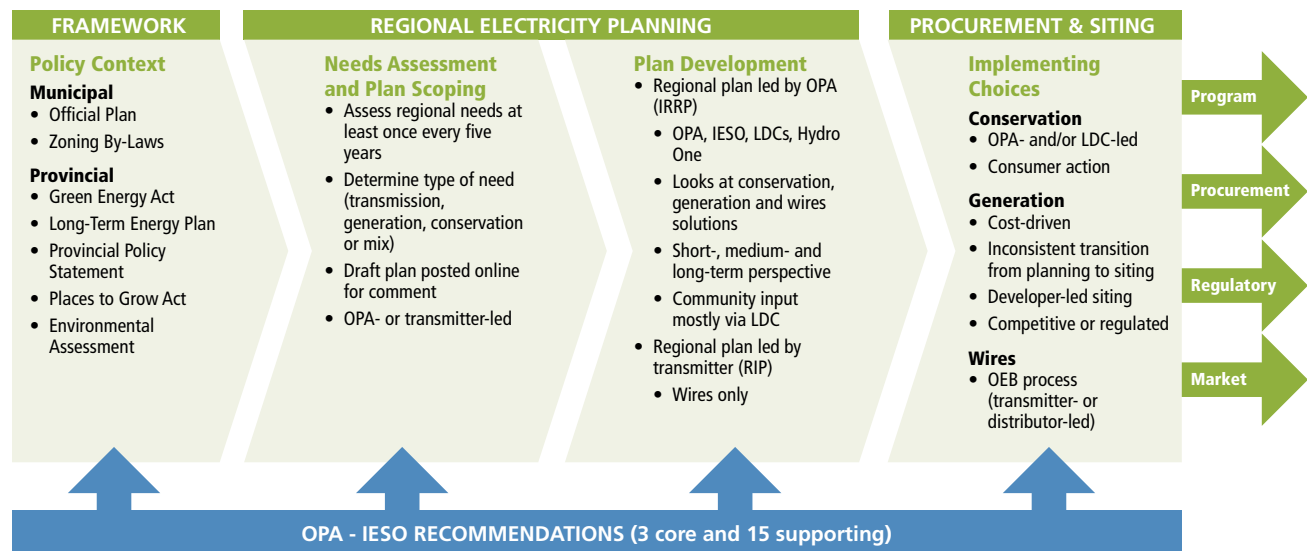 FRAMEWORK
REGIONAL ELECTRICITY PLANNING
PROCUREMENT & SITING
Policy Context
Municipal
• Official Plan
• Zoning By-Laws
Provincial
• Green Energy Act
• Long-Term Energy Plan
• Provincial Policy
Statement
• Places to Grow Act
• Environmental
Assessment
Needs Assessment
and Plan Scoping
• Assess regional needs at
least once every five
years
• Determine type of need
(transmission,
generation, conservation
or mix)
• Draft plan posted online
for comment
• OPA- or transmitter-led
Plan Development
• Regional plan led by OPA
(IRRP)
• OPA, IESO, LDCs, Hydro
One
• Looks at conservation,
generation and wires
solutions
• Short-, medium- and
long-term perspective
• Community input
mostly via LDC
• Regional plan led by
transmitter (RIP)
• Wires only
Implementing
Choices
Conservation
• OPA- and/or LDC-led
• Consumer action
Generation
• Cost-driven
• Inconsistent transition
from planning to siting
• Developer-led siting
• Competitive or regulated
Wires
• OEB process
(transmitter- or
distributor-led)
Program
Procurement
Regulatory
Market
OPA - IESO RECOMMENDATIONS (3 core and 15 supporting)